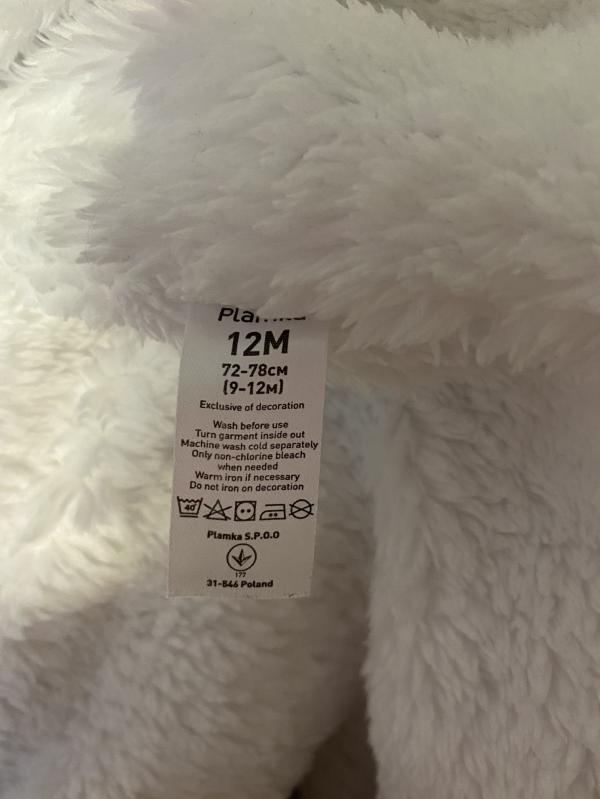 12M
72-78CM
(9-12M)
Exclusive of decoration
Wash before use
Turn garment inside out
Machine wash cold separately
Only non-chlorine bleach
when needed
Warm iron if necessary
Do not iron on decoration
40
Plamka S.P.O.O
177
31-546 Poland